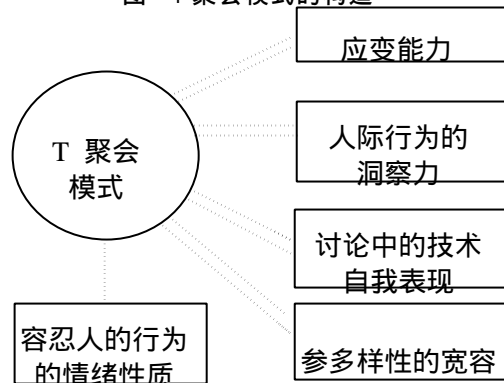 应变能力
T 聚会
模式
人际行为的
洞察力
讨论中的技术
自我表现
容忍人的行为
的情绪性质
参多样性的宽容